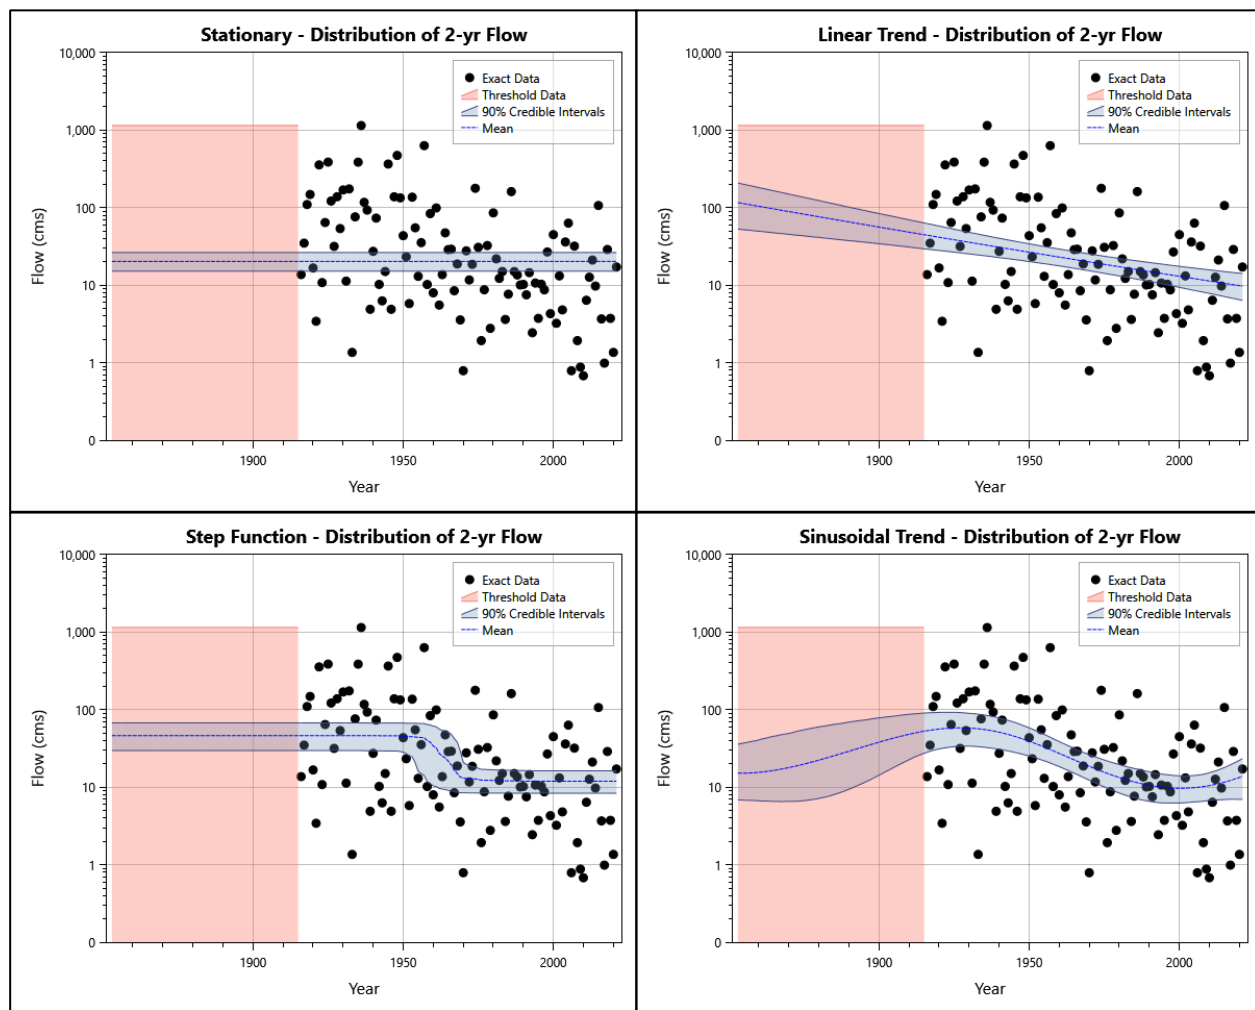 Stationary - Distribution of 2-yr Flow
10,000
1,000
100
10
1
0
Flow (cms)
Exact Data
Threshold Data
90% Credible Intervals
Mean
1900
1950
2000
Year
Linear Trend - Distribution of 2-yr Flow
10,000
1,000
100
10
1
0
Flow (cms)
Exact Data
Threshold Data
90% Credible Intervals
Mean
1900
1950
2000
Year
Step Function - Distribution of 2-yr Flow
10,000
1,000
100
10
1
0
Flow (cms)
Exact Data
Threshold Data
90% Credible Intervals
Mean
1900
1950
2000
Year
Sinusoidal Trend - Distribution of 2-yr Flow
10,000
1,000
100
10
1
0
Flow (cms)
Exact Data
Threshold Data
90% Credible Intervals
Mean
1900
1950
2000
Year